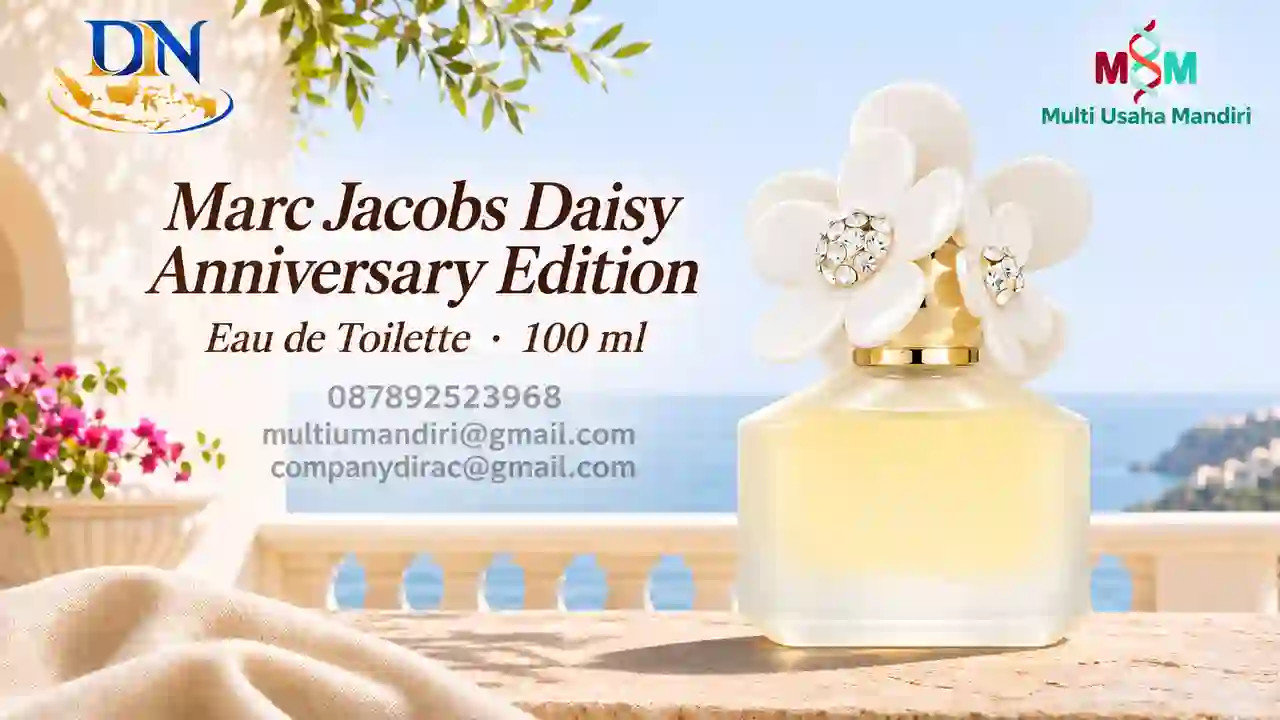 DN
MSM
Multi Usaha Mandiri
Marc Jacobs Daisy
Anniversary Edition
Eau de Toilette · 100 ml
087892523968
multiumandiri@gmail.com
companydirac@gmail.com